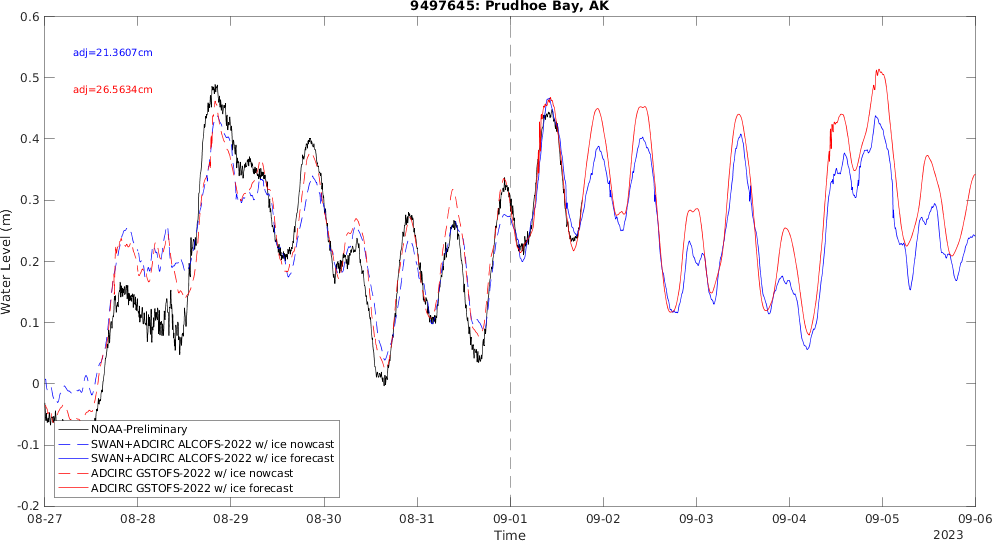 9497645: Prudhoe Bay, AK
0.6
0.5
0.4
0.3
0.2
0.1
0
-0.1
-0.2
Water Level (m)
adj=21.3607cm
adj=26.5634cm
NOAA-Preliminary
SWAN+ADCIRC ALCOFS-2022 w/ ice nowcast
SWAN+ADCIRC ALCOFS-2022 w/ ice forecast
ADCIRC GSTOFS-2022 w/ ice nowcast
ADCIRC GSTOFS-2022 w/ ice forecast
08-27 08-28 08-29 08-30 08-31 09-01 09-02 09-03 09-04 09-05 09-06
Time
2023